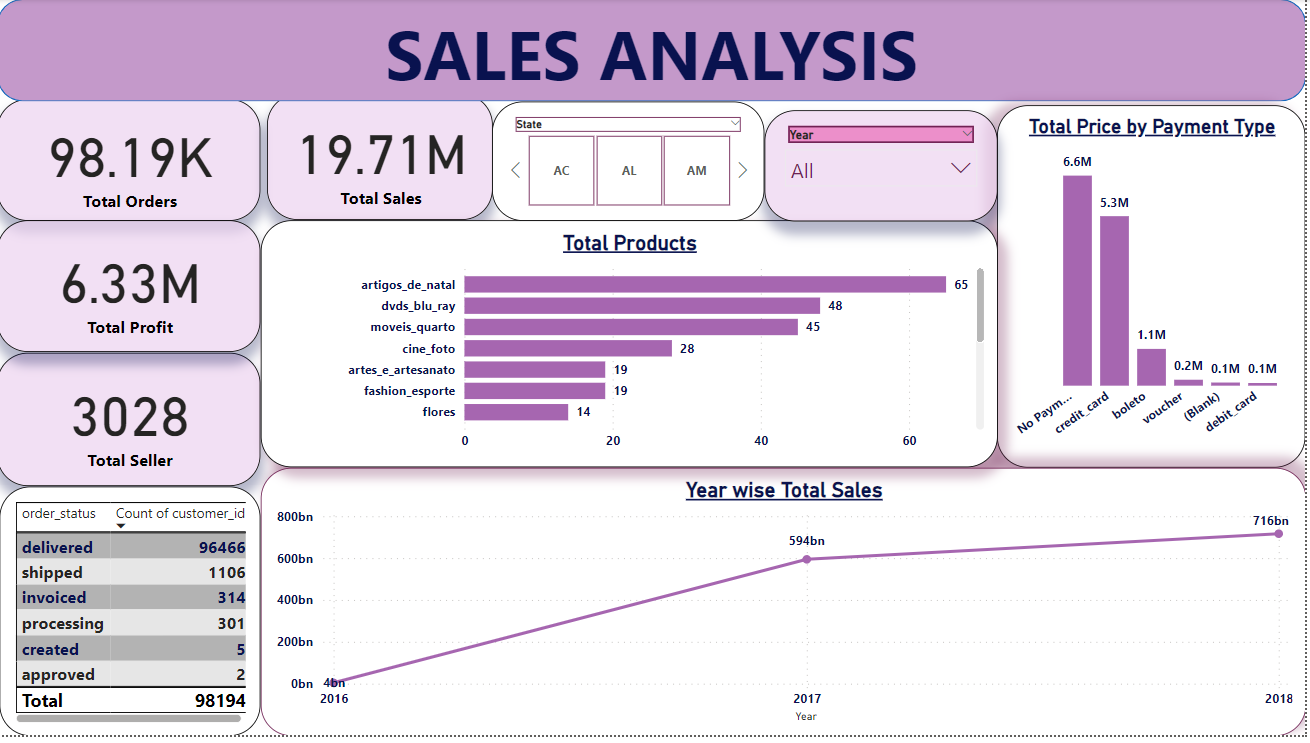 SALES ANALYSIS
98.19K
Total Orders
19.71M
Total Sales
State
AC
AL
AM
Year
All
Total Price by Payment Type
6.6M
5.3M
1.1M
0.2M
0.1M
0.1M
No Paym...
credit_card
boleto
voucher
(Blank)
debit_card
6.33M
Total Profit
3028
Total Seller
Total Products
artigos_de_natal 65
dvds_blu_ray 48
moveis_quarto 45
cine_foto 28
artes_e_artesanato 19
fashion_esporte 19
flores 14
0 20 40 60
order_status Count of customer_id
delivered 96466
shipped 1106
invoiced 314
processing 301
created 5
approved 2
Total 98194
Year wise Total Sales
800bn
600bn
400bn
200bn
0bn
4bn
594bn
716bn
2016 2017 2018
Year